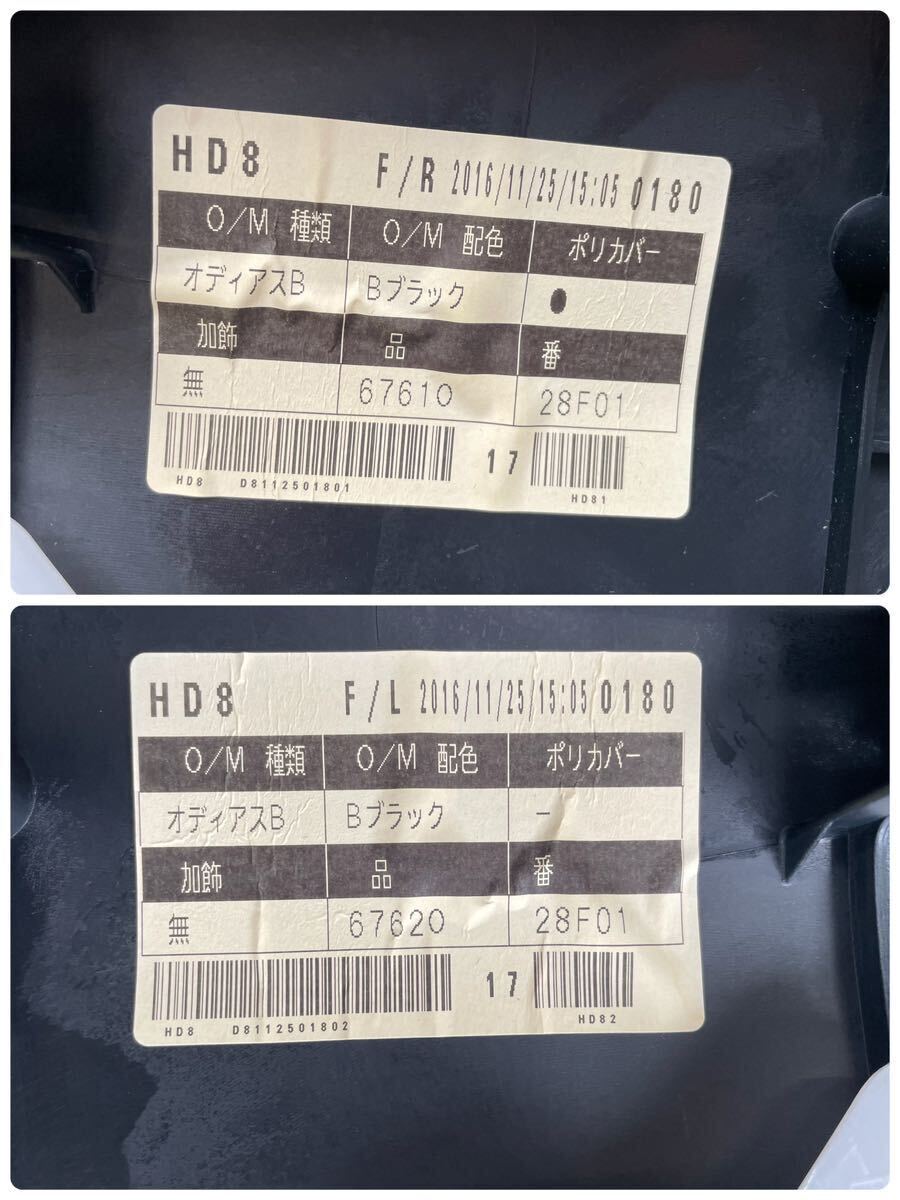 HD8 F/R 2016/11/25/15:05 0180
O/M 種類 O/M 配色 ポリカバー
オディアスB Bブラック ●
加飾 品 番
無 67610 28F01
17
HD8 D8112501801 HD81
HD8 F/L 2016/11/25/15:05 0180
O/M 種類 O/M 配色 ポリカバー
オディアスB Bブラック －
加飾 品 番
無 67620 28F01
17
HD8 D8112501802 HD82